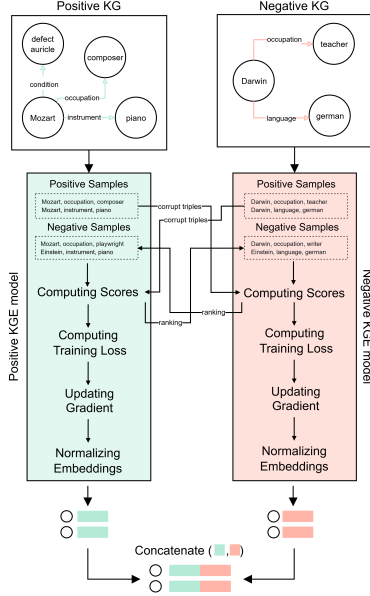 Positive KG
Negative KG
defect
auricle
composer
condition
occupation
Mozart
instrument
piano
occupation
teacher
Darwin
language
german
Positive KGE model
Positive Samples
Mozart, occupation, composer
Mozart, instrument, piano
Negative Samples
Mozart, occupation, playwright
Einstein, instrument, piano
Computing Scores
Computing
Training Loss
Updating
Gradient
Normalizing
Embeddings
corrupt triples
corrupt triples
ranking
ranking
Positive Samples
Darwin, occupation, teacher
Darwin, language, german
Negative Samples
Darwin, occupation, writer
Einstein, language, german
Computing Scores
Computing
Training Loss
Updating
Gradient
Normalizing
Embeddings
Negative KGE model
Concatenate ( , )